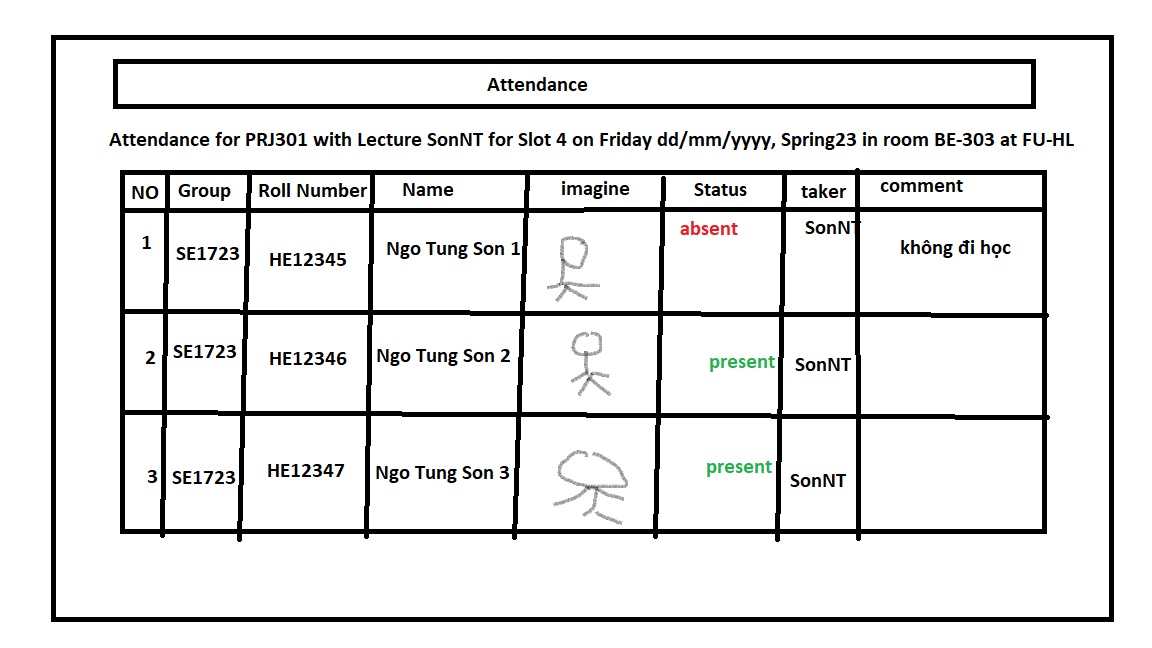 Attendance
Attendance for PRJ301 with Lecture SonNT for Slot 4 on Friday dd/mm/yyyy, Spring23 in room BE-303 at FU-HL
NO Group Roll Number Name imagine Status taker comment
1 SE1723 HE12345 Ngo Tung Son 1 absent SonNT không đi học
2 SE1723 HE12346 Ngo Tung Son 2 present SonNT
3 SE1723 HE12347 Ngo Tung Son 3 present SonNT